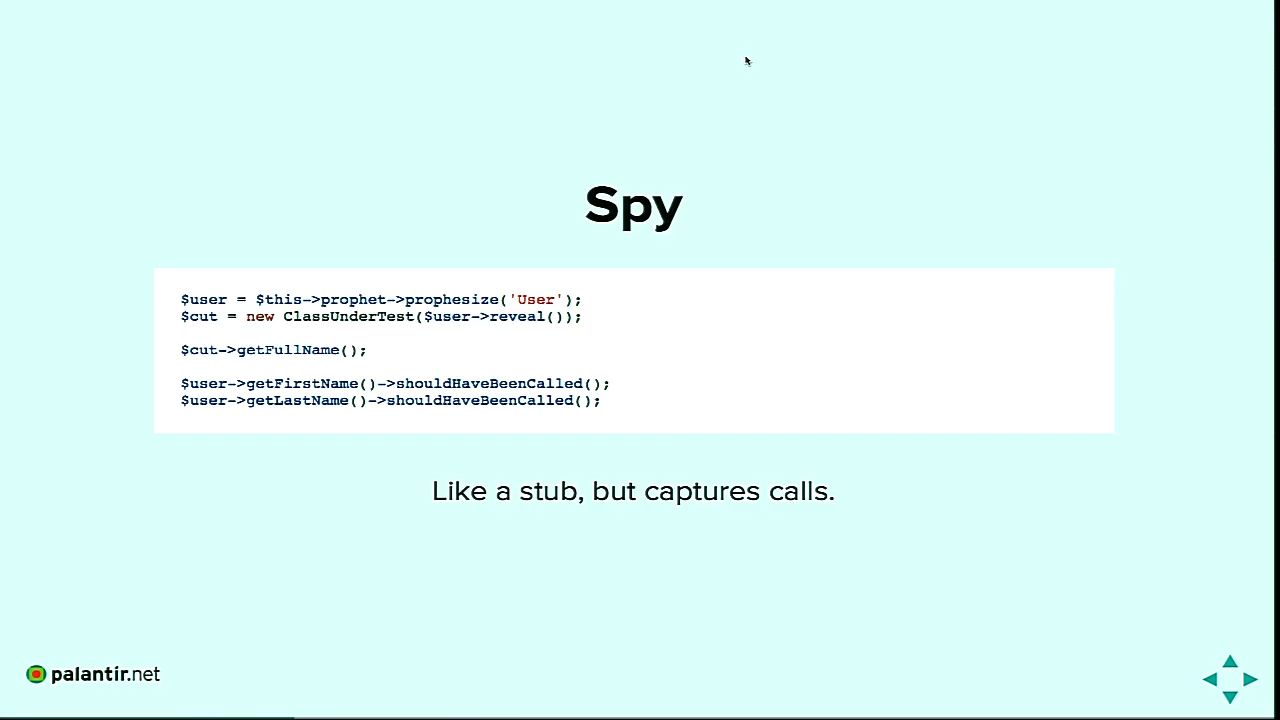 Spy
$user = $this->prophet->prophesize('User');
$cut = new ClassUnderTest($user->reveal());
$cut->getFullName();
$user->getFirstName()->shouldHaveBeenCalled();
$user->getLastName()->shouldHaveBeenCalled();
Like a stub, but captures calls.
palantir.net